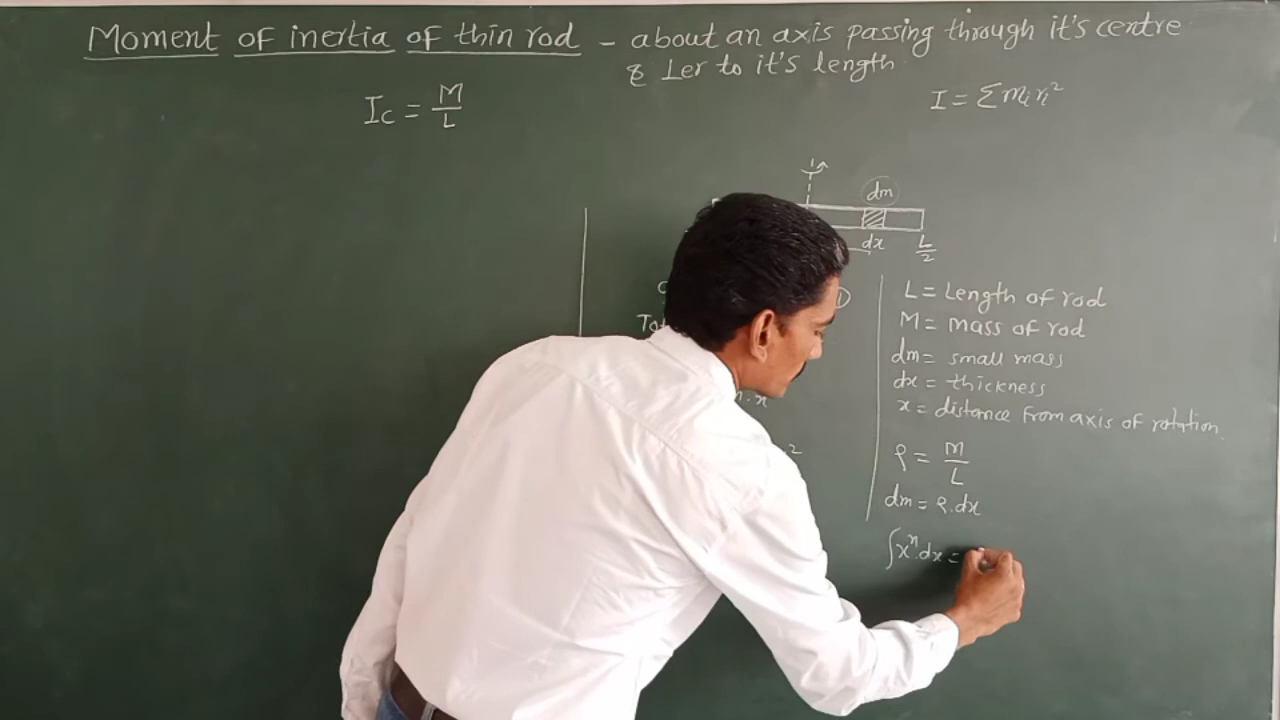 Moment of inertia of thin rod – about an axis passing through it's centre
& ⊥er to it's length
I = Σmᵢrᵢ²
I_C = M/L
dm
dx
L/2
L = Length of rod
M = mass of rod
dm = small mass
dx = thickness
x = distance from axis of rotation
ρ = M/L
dm = ρ.dx
∫xⁿ.dx =